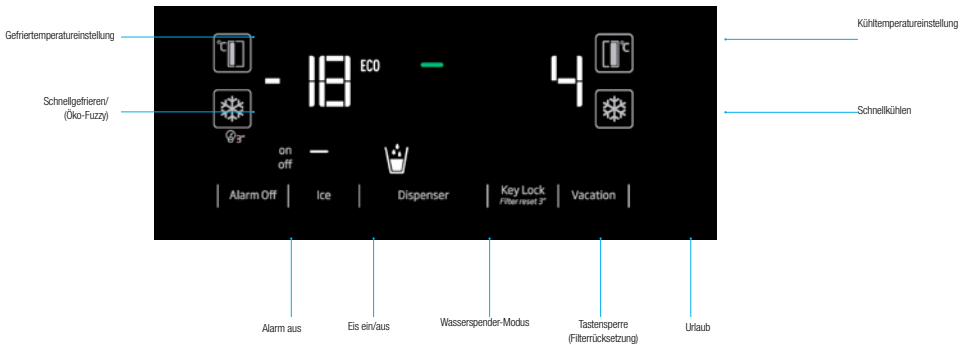 Gefriertemperatureinstellung
Kühltemperatureinstellung
°C
- 18
ECO
4
°C
Schnellgefrieren/
(Öko-Fuzzy)
Schnellkühlen
3"
on
off
Alarm Off
Ice
Dispenser
Key Lock
Filter reset 3"
Vacation
Alarm aus
Eis ein/aus
Wasserspender-Modus
Tastensperre
(Filterrücksetzung)
Urlaub